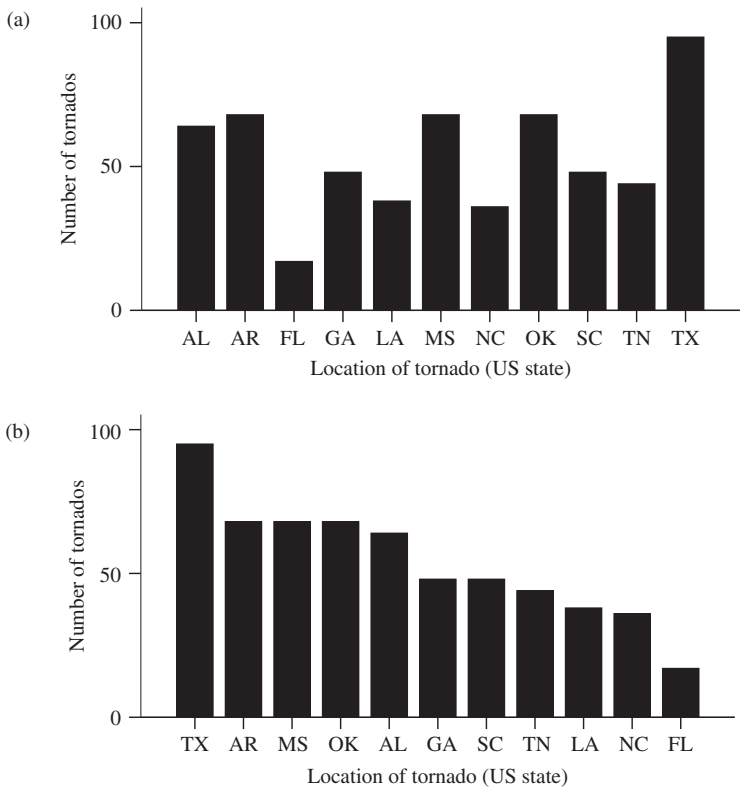 (a)
100
50
0
Number of tornados
AL AR FL GA LA MS NC OK SC TN TX
Location of tornado (US state)
(b)
100
50
0
Number of tornados
TX AR MS OK AL GA SC TN LA NC FL
Location of tornado (US state)